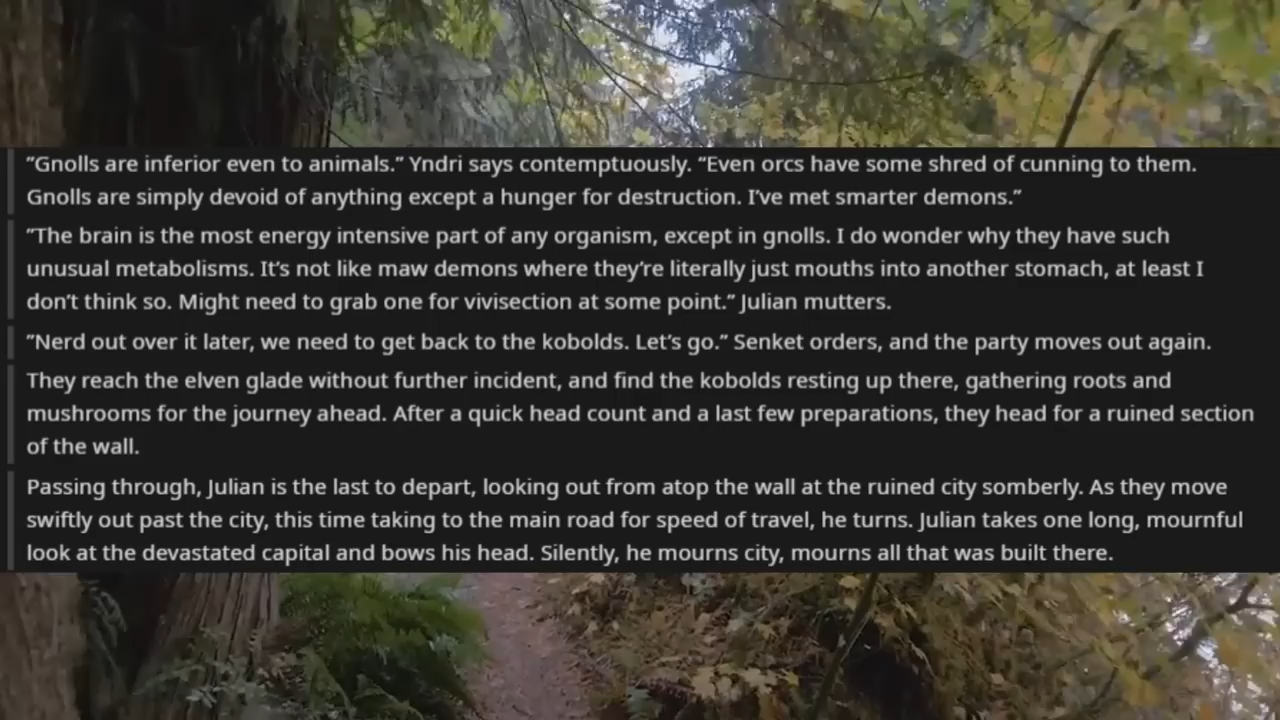 "Gnolls are inferior even to animals." Yndri says contemptuously. "Even orcs have some shred of cunning to them.
Gnolls are simply devoid of anything except a hunger for destruction. I've met smarter demons."
"The brain is the most energy intensive part of any organism, except in gnolls. I do wonder why they have such
unusual metabolisms. It's not like maw demons where they're literally just mouths into another stomach, at least I
don't think so. Might need to grab one for vivisection at some point." Julian mutters.
"Nerd out over it later, we need to get back to the kobolds. Let's go." Senket orders, and the party moves out again.
They reach the elven glade without further incident, and find the kobolds resting up there, gathering roots and
mushrooms for the journey ahead. After a quick head count and a last few preparations, they head for a ruined section
of the wall.
Passing through, Julian is the last to depart, looking out from atop the wall at the ruined city somberly. As they move
swiftly out past the city, this time taking to the main road for speed of travel, he turns. Julian takes one long, mournful
look at the devastated capital and bows his head. Silently, he mourns city, mourns all that was built there.